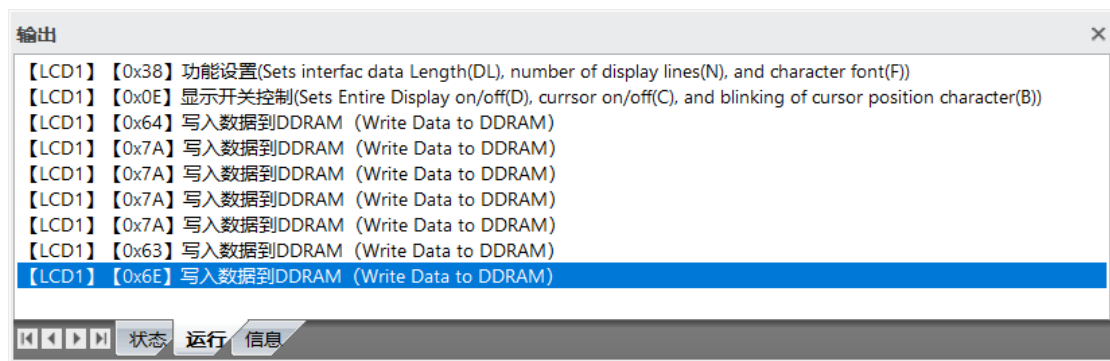 输出
【LCD1】【0x38】功能设置(Sets interfac data Length(DL), number of display lines(N), and character font(F))
【LCD1】【0x0E】显示开关控制(Sets Entire Display on/off(D), currsor on/off(C), and blinking of cursor position character(B))
【LCD1】【0x64】写入数据到DDRAM（Write Data to DDRAM）
【LCD1】【0x7A】写入数据到DDRAM（Write Data to DDRAM）
【LCD1】【0x7A】写入数据到DDRAM（Write Data to DDRAM）
【LCD1】【0x7A】写入数据到DDRAM（Write Data to DDRAM）
【LCD1】【0x7A】写入数据到DDRAM（Write Data to DDRAM）
【LCD1】【0x63】写入数据到DDRAM（Write Data to DDRAM）
【LCD1】【0x6E】写入数据到DDRAM（Write Data to DDRAM）
状态 运行 信息